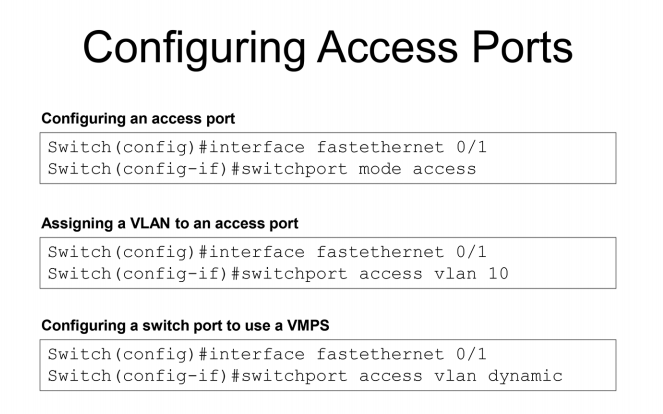 Configuring Access Ports
Configuring an access port
Switch(config)#interface fastethernet 0/1
Switch(config-if)#switchport mode access
Assigning a VLAN to an access port
Switch(config)#interface fastethernet 0/1
Switch(config-if)#switchport access vlan 10
Configuring a switch port to use a VMPS
Switch(config)#interface fastethernet 0/1
Switch(config-if)#switchport access vlan dynamic